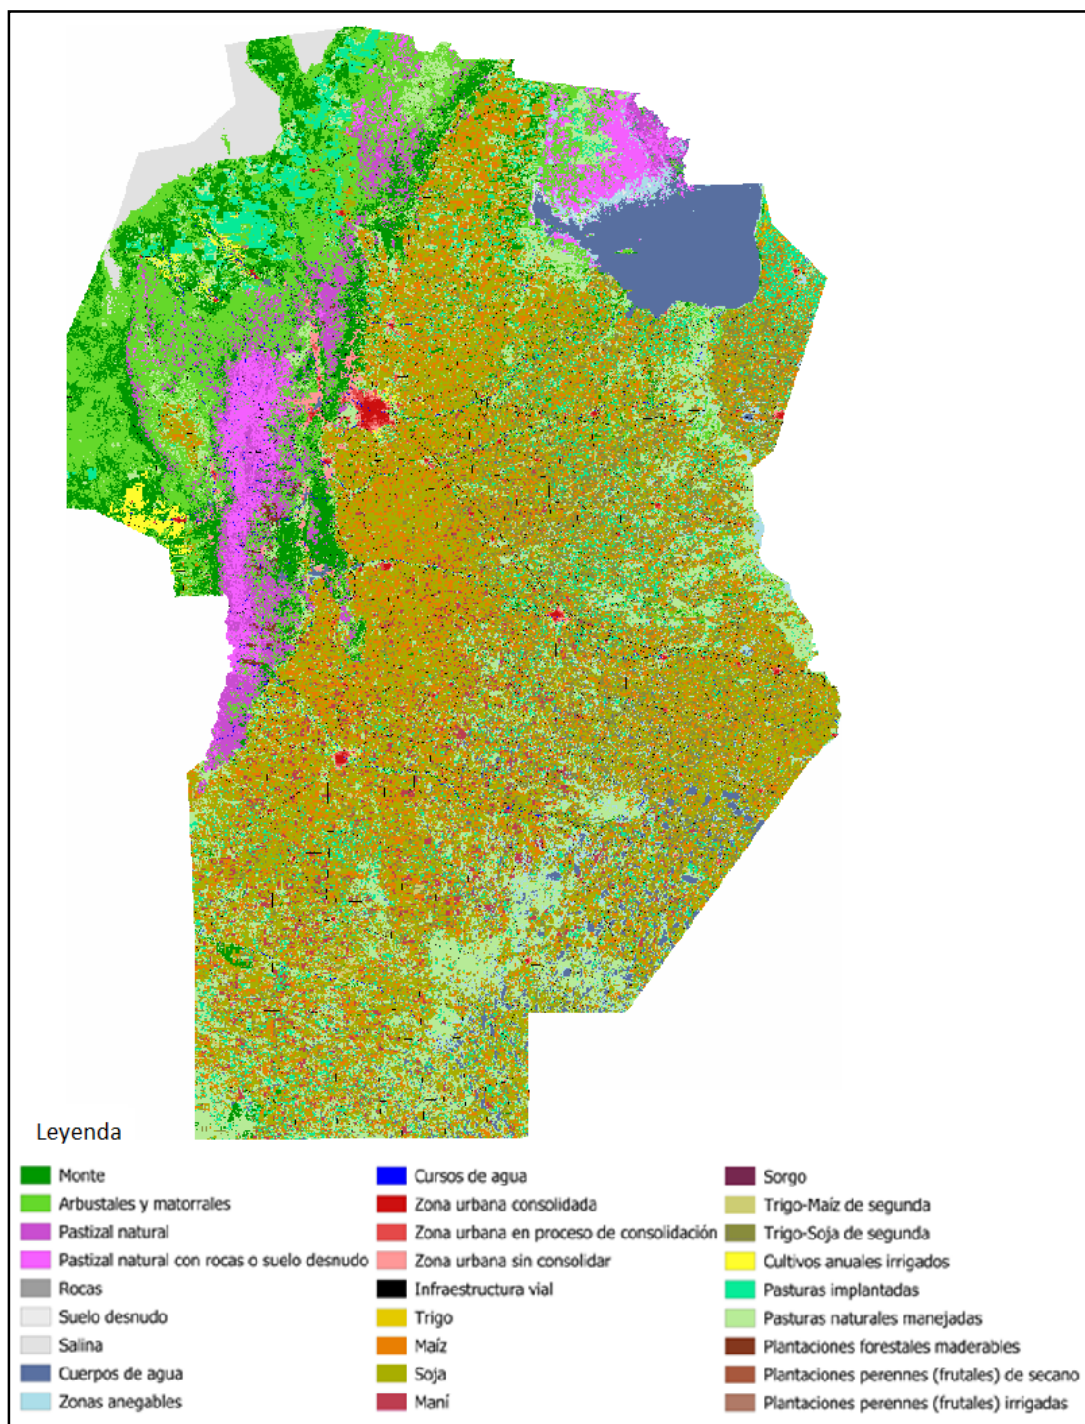 Leyenda
Monte
Arbustales y matorrales
Pastizal natural
Pastizal natural con rocas o suelo desnudo
Rocas
Suelo desnudo
Salina
Cuerpos de agua
Zonas anegables
Cursos de agua
Zona urbana consolidada
Zona urbana en proceso de consolidación
Zona urbana sin consolidar
Infraestructura vial
Trigo
Maíz
Soja
Maní
Sorgo
Trigo-Maíz de segunda
Trigo-Soja de segunda
Cultivos anuales irrigados
Pasturas implantadas
Pasturas naturales manejadas
Plantaciones forestales maderables
Plantaciones perennes (frutales) de secano
Plantaciones perennes (frutales) irrigadas